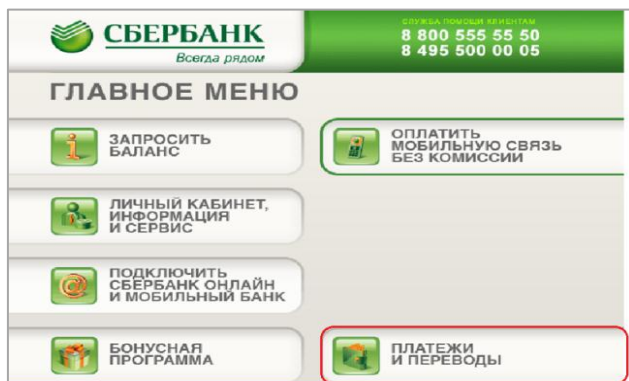 СБЕРБАНК
Всегда рядом
СЛУЖБА ПОМОЩИ КЛИЕНТАМ
8 800 555 55 50
8 495 500 00 05
ГЛАВНОЕ МЕНЮ
ЗАПРОСИТЬ
БАЛАНС
ОПЛАТИТЬ
МОБИЛЬНУЮ СВЯЗЬ
БЕЗ КОМИССИИ
ЛИЧНЫЙ КАБИНЕТ,
ИНФОРМАЦИЯ
И СЕРВИС
ПОДКЛЮЧИТЬ
СБЕРБАНК ОНЛАЙН
И МОБИЛЬНЫЙ БАНК
БОНУСНАЯ
ПРОГРАММА
ПЛАТЕЖИ
И ПЕРЕВОДЫ